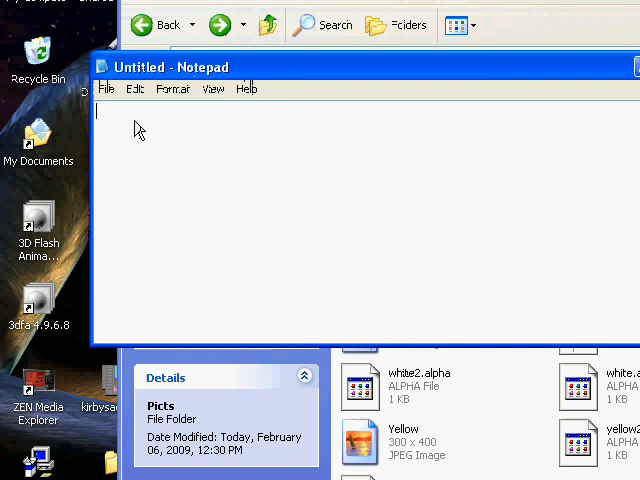 Back
Search
Untitled - Notepad
File Edit Format View Help
Recycle Bin
My Documents
3D Flash
Anima...
3dfa 4.9.6.8
ZEN Media
Explorer
kirbysa
Details
Picts
File Folder
Date Modified: Today, February
06, 2009, 12:30 PM
white2.alpha
ALPHA File
1 KB
white.
ALPHA
1 KB
Yellow
300 x 400
JPEG Image
yellow2
ALPHA
1 KB